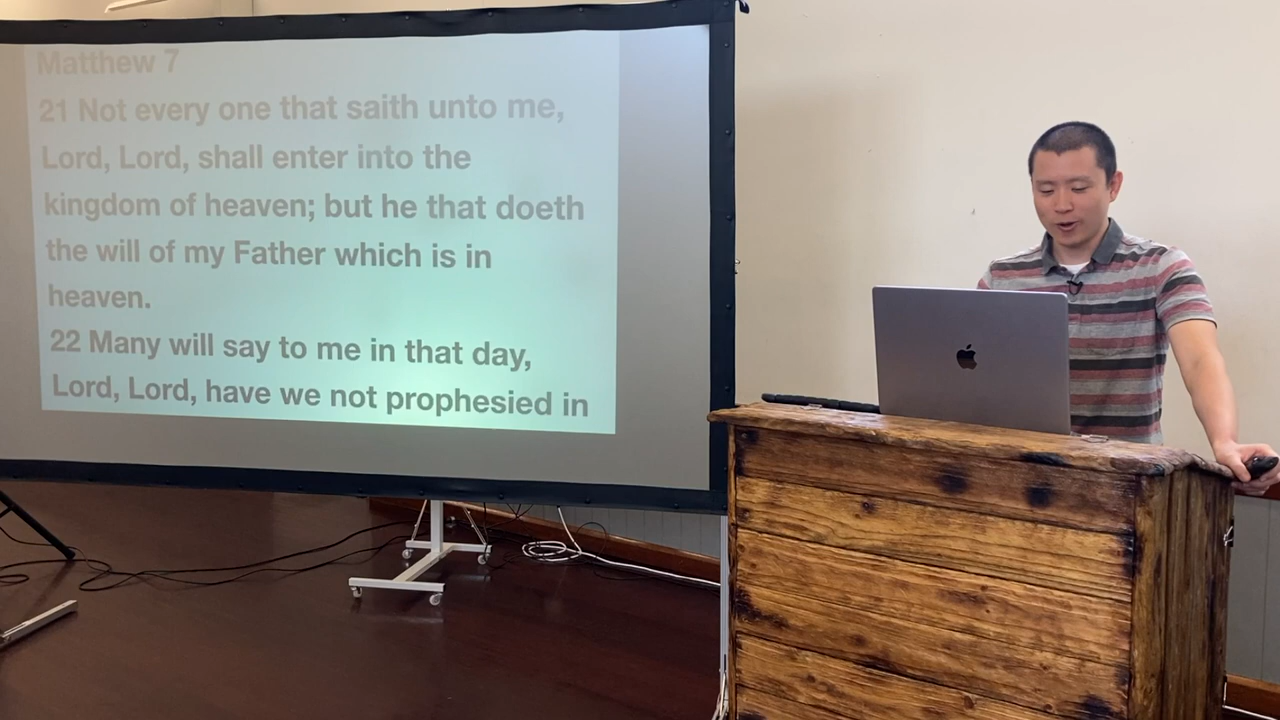 Matthew 7
21 Not every one that saith unto me,
Lord, Lord, shall enter into the
kingdom of heaven; but he that doeth
the will of my Father which is in
heaven.
22 Many will say to me in that day,
Lord, Lord, have we not prophesied in